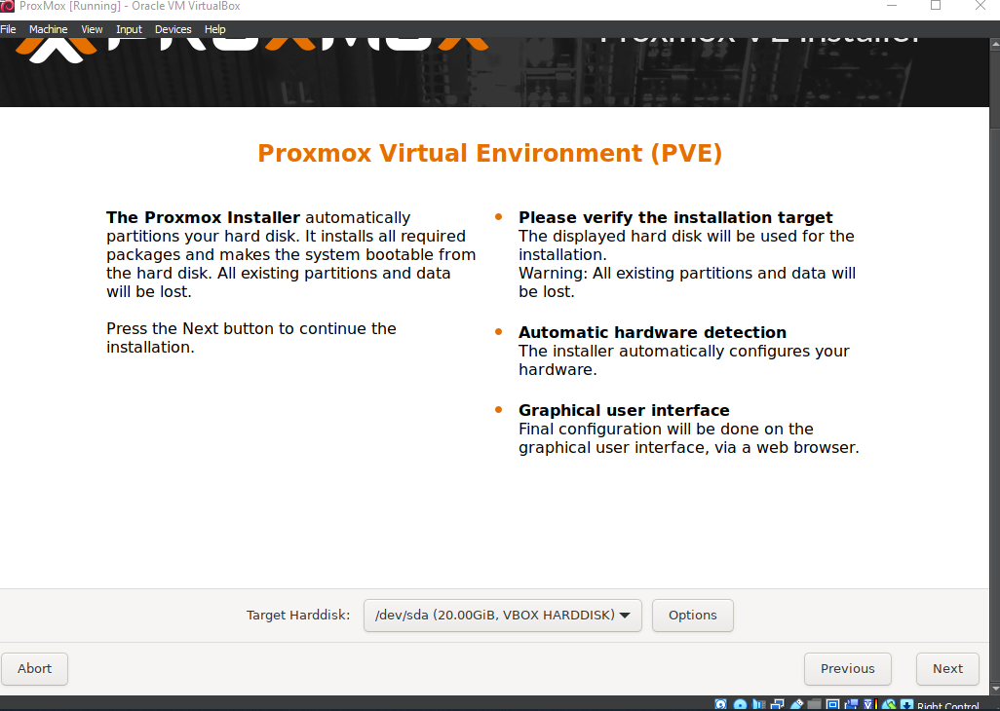 ProxMox [Running] - Oracle VM VirtualBox
File Machine View Input Devices Help
PROXMOX Proxmox VE Installer
Proxmox Virtual Environment (PVE)
The Proxmox Installer automatically
partitions your hard disk. It installs all required
packages and makes the system bootable from
the hard disk. All existing partitions and data
will be lost.
Press the Next button to continue the
installation.
Please verify the installation target
The displayed hard disk will be used for the
installation.
Warning: All existing partitions and data will
be lost.
Automatic hardware detection
The installer automatically configures your
hardware.
Graphical user interface
Final configuration will be done on the
graphical user interface, via a web browser.
Target Harddisk: /dev/sda (20.00GiB, VBOX HARDDISK) Options
Abort Previous Next
Right Control